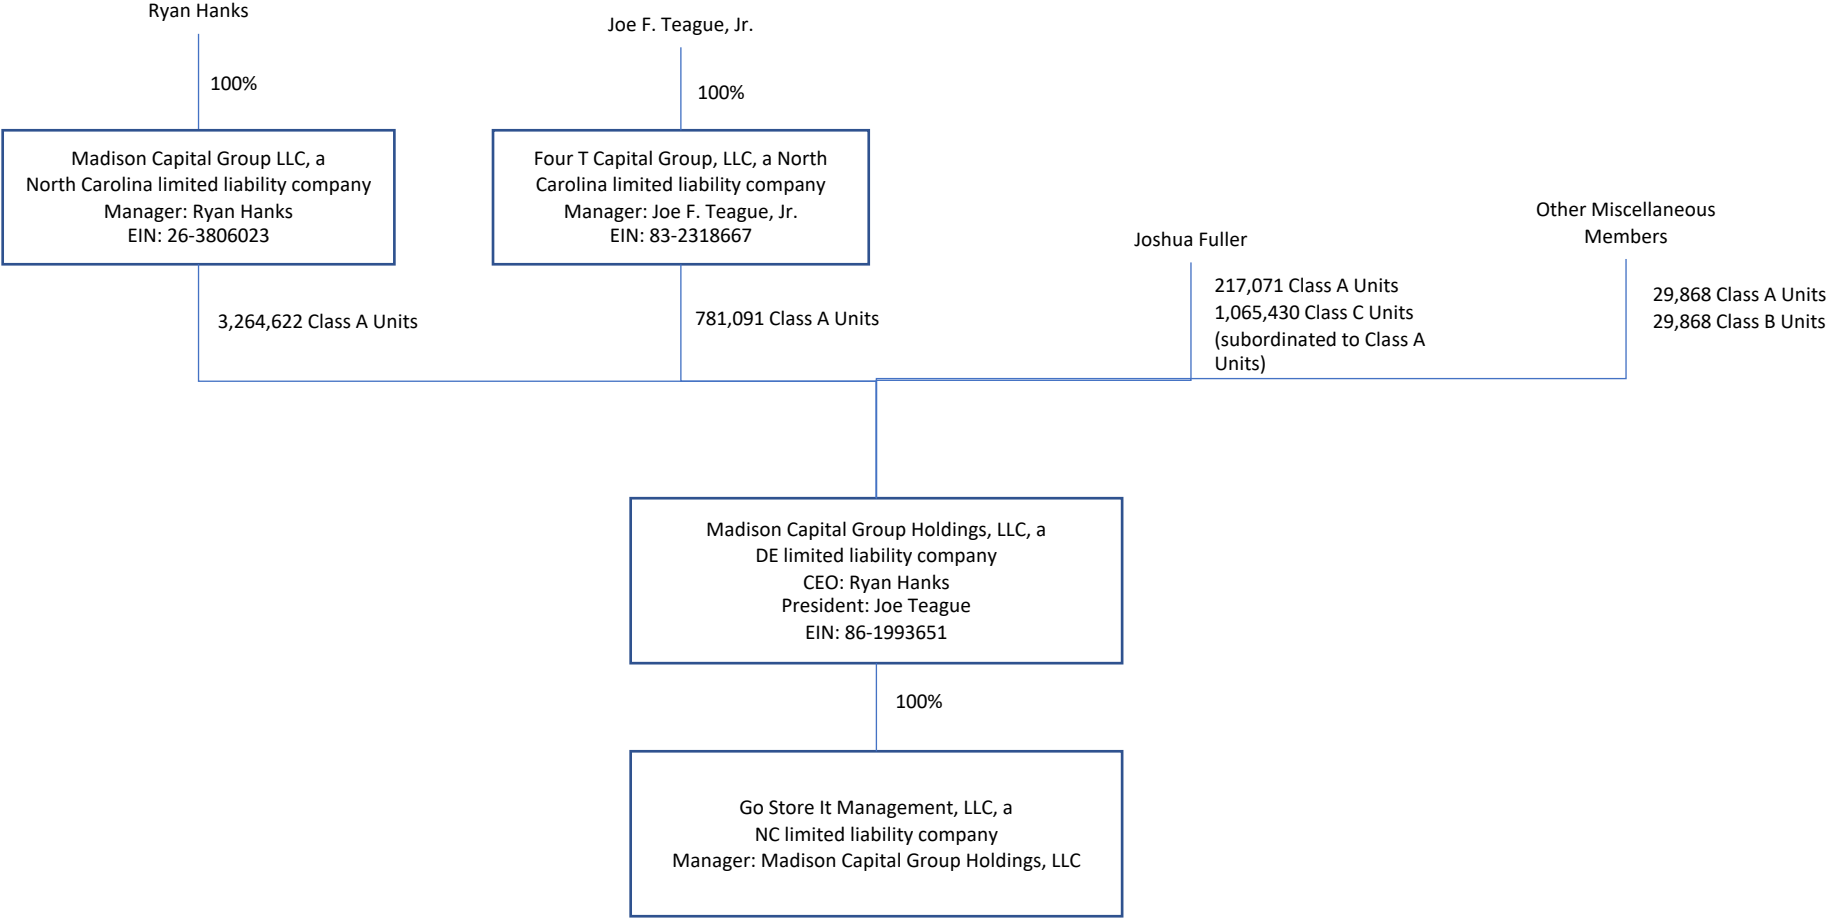 Ryan Hanks
Joe F. Teague, Jr.
100%
100%
Madison Capital Group LLC, a
North Carolina limited liability company
Manager: Ryan Hanks
EIN: 26-3806023
Four T Capital Group, LLC, a North
Carolina limited liability company
Manager: Joe F. Teague, Jr.
EIN: 83-2318667
Joshua Fuller
Other Miscellaneous
Members
3,264,622 Class A Units
781,091 Class A Units
217,071 Class A Units
1,065,430 Class C Units
(subordinated to Class A
Units)
29,868 Class A Units
29,868 Class B Units
Madison Capital Group Holdings, LLC, a
DE limited liability company
CEO: Ryan Hanks
President: Joe Teague
EIN: 86-1993651
100%
Go Store It Management, LLC, a
NC limited liability company
Manager: Madison Capital Group Holdings, LLC